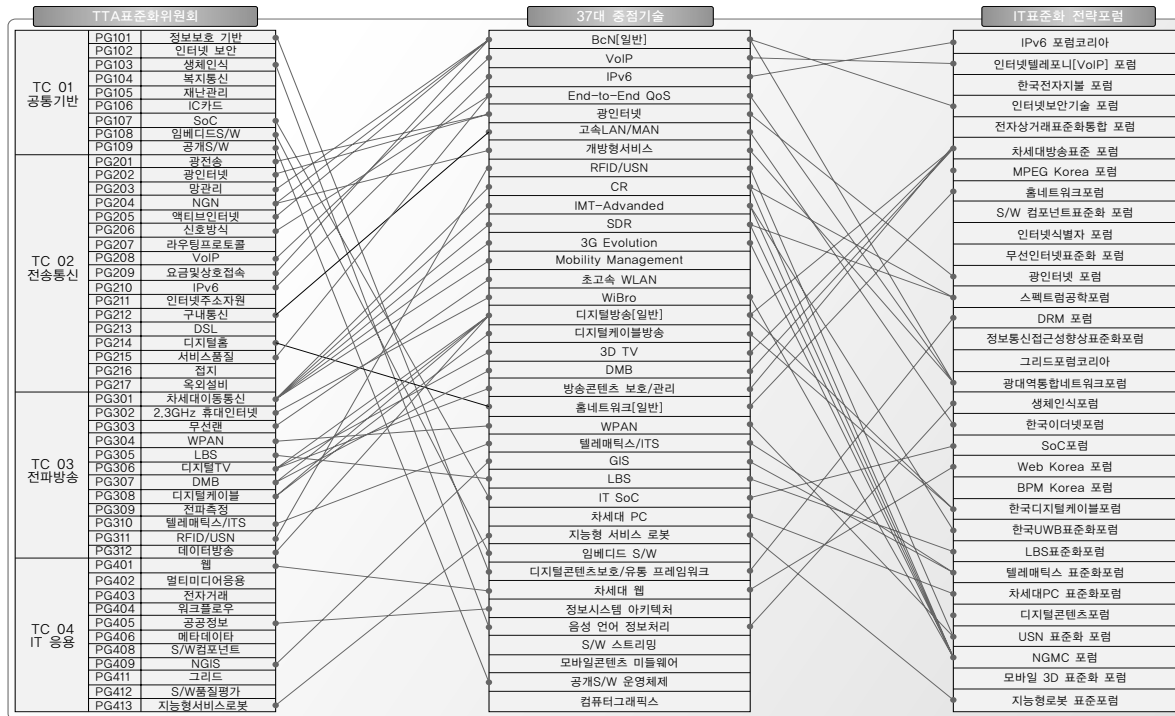 TTA표준화위원회
TC 01
공통기반
PG101 정보보호 기반
PG102 인터넷 보안
PG103 생체인식
PG104 복지통신
PG105 재난관리
PG106 IC카드
PG107 SoC
PG108 임베디드S/W
PG109 공개S/W
TC 02
전송통신
PG201 광전송
PG202 광인터넷
PG203 망관리
PG204 NGN
PG205 액티브인터넷
PG206 신호방식
PG207 라우팅프로토콜
PG208 VoIP
PG209 요금및상호접속
PG210 IPv6
PG211 인터넷주소자원
PG212 구내통신
PG213 DSL
PG214 디지털홈
PG215 서비스품질
PG216 접지
PG217 옥외설비
TC 03
전파방송
PG301 차세대이동통신
PG302 2,3GHz 휴대인터넷
PG303 무선랜
PG304 WPAN
PG305 LBS
PG306 디지털TV
PG307 DMB
PG308 디지털케이블
PG309 전파측정
PG310 텔레매틱스/ITS
PG311 RFID/USN
PG312 데이터방송
TC 04
IT 응용
PG401 웹
PG402 멀티미디어응용
PG403 전자거래
PG404 워크플로우
PG405 공공정보
PG406 메타데이타
PG408 S/W컴포넌트
PG409 NGIS
PG411 그리드
PG412 S/W품질평가
PG413 지능형서비스로봇
37대 중점기술
BcN[일반]
VoIP
IPv6
End-to-End QoS
광인터넷
고속LAN/MAN
개방형서비스
RFID/USN
CR
IMT-Advanded
SDR
3G Evolution
Mobility Management
초고속 WLAN
WiBro
디지털방송[일반]
디지털케이블방송
3D TV
DMB
방송콘텐츠 보호/관리
홈네트워크[일반]
WPAN
텔레매틱스/ITS
GIS
LBS
IT SoC
차세대 PC
지능형 서비스 로봇
임베디드 S/W
디지털콘텐츠보호/유통 프레임워크
차세대 웹
정보시스템 아키텍처
음성 언어 정보처리
S/W 스트리밍
모바일콘텐츠 미들웨어
공개S/W 운영체제
컴퓨터그래픽스
IT표준화 전략포럼
IPv6 포럼코리아
인터넷텔레포니[VoIP] 포럼
한국전자지불 포럼
인터넷보안기술 포럼
전자상거래표준화통합 포럼
차세대방송표준 포럼
MPEG Korea 포럼
홈네트워크포럼
S/W 컴포넌트표준화 포럼
인터넷식별자 포럼
무선인터넷표준화 포럼
광인터넷 포럼
스펙트럼공학포럼
DRM 포럼
정보통신접근성향상표준화포럼
그리드포럼코리아
광대역통합네트워크포럼
생체인식포럼
한국이더넷포럼
SoC포럼
Web Korea 포럼
BPM Korea 포럼
한국디지털케이블포럼
한국UWB표준화포럼
LBS표준화포럼
텔레매틱스 표준화포럼
차세대PC 표준화포럼
디지털콘텐츠포럼
USN 표준화 포럼
NGMC 포럼
모바일 3D 표준화 포럼
지능형로봇 표준포럼